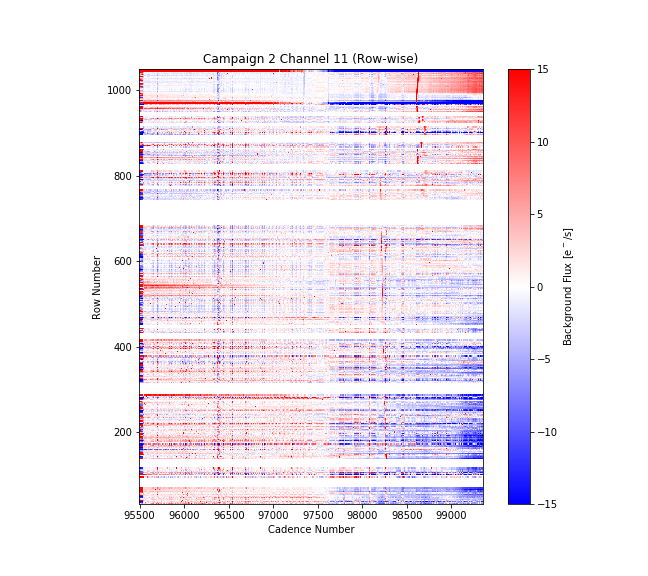 Campaign 2 Channel 11 (Row-wise)
1000
800
600
400
200
Row Number
95500 96000 96500 97000 97500 98000 98500 99000
Cadence Number
15
10
5
0
−5
−10
−15
Background Flux [e⁻/s]